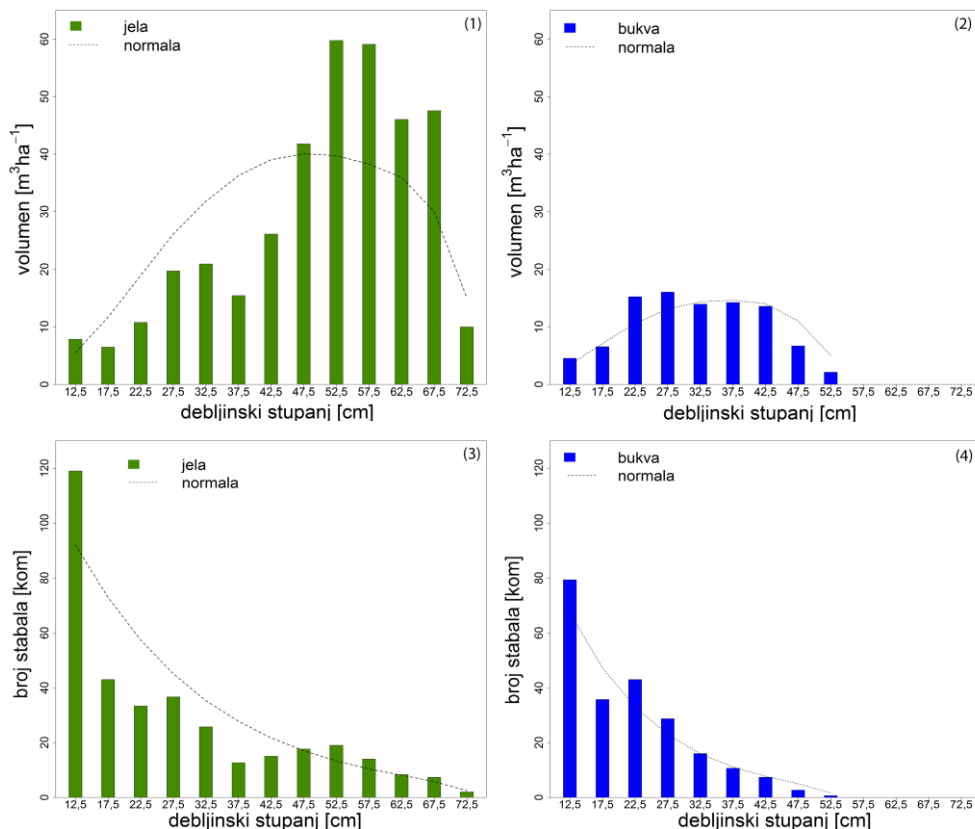 (1)
jela
normala
volumen [m³ha⁻¹]
0 10 20 30 40 50 60
12,5 17,5 22,5 27,5 32,5 37,5 42,5 47,5 52,5 57,5 62,5 67,5 72,5
debljinski stupanj [cm]
(2)
bukva
normala
volumen [m³ha⁻¹]
0 10 20 30 40 50 60
12,5 17,5 22,5 27,5 32,5 37,5 42,5 47,5 52,5 57,5 62,5 67,5 72,5
debljinski stupanj [cm]
(3)
jela
normala
broj stabala [kom]
0 20 40 60 80 100 120
12,5 17,5 22,5 27,5 32,5 37,5 42,5 47,5 52,5 57,5 62,5 67,5 72,5
debljinski stupanj [cm]
(4)
bukva
normala
broj stabala [kom]
0 20 40 60 80 100 120
12,5 17,5 22,5 27,5 32,5 37,5 42,5 47,5 52,5 57,5 62,5 67,5 72,5
debljinski stupanj [cm]